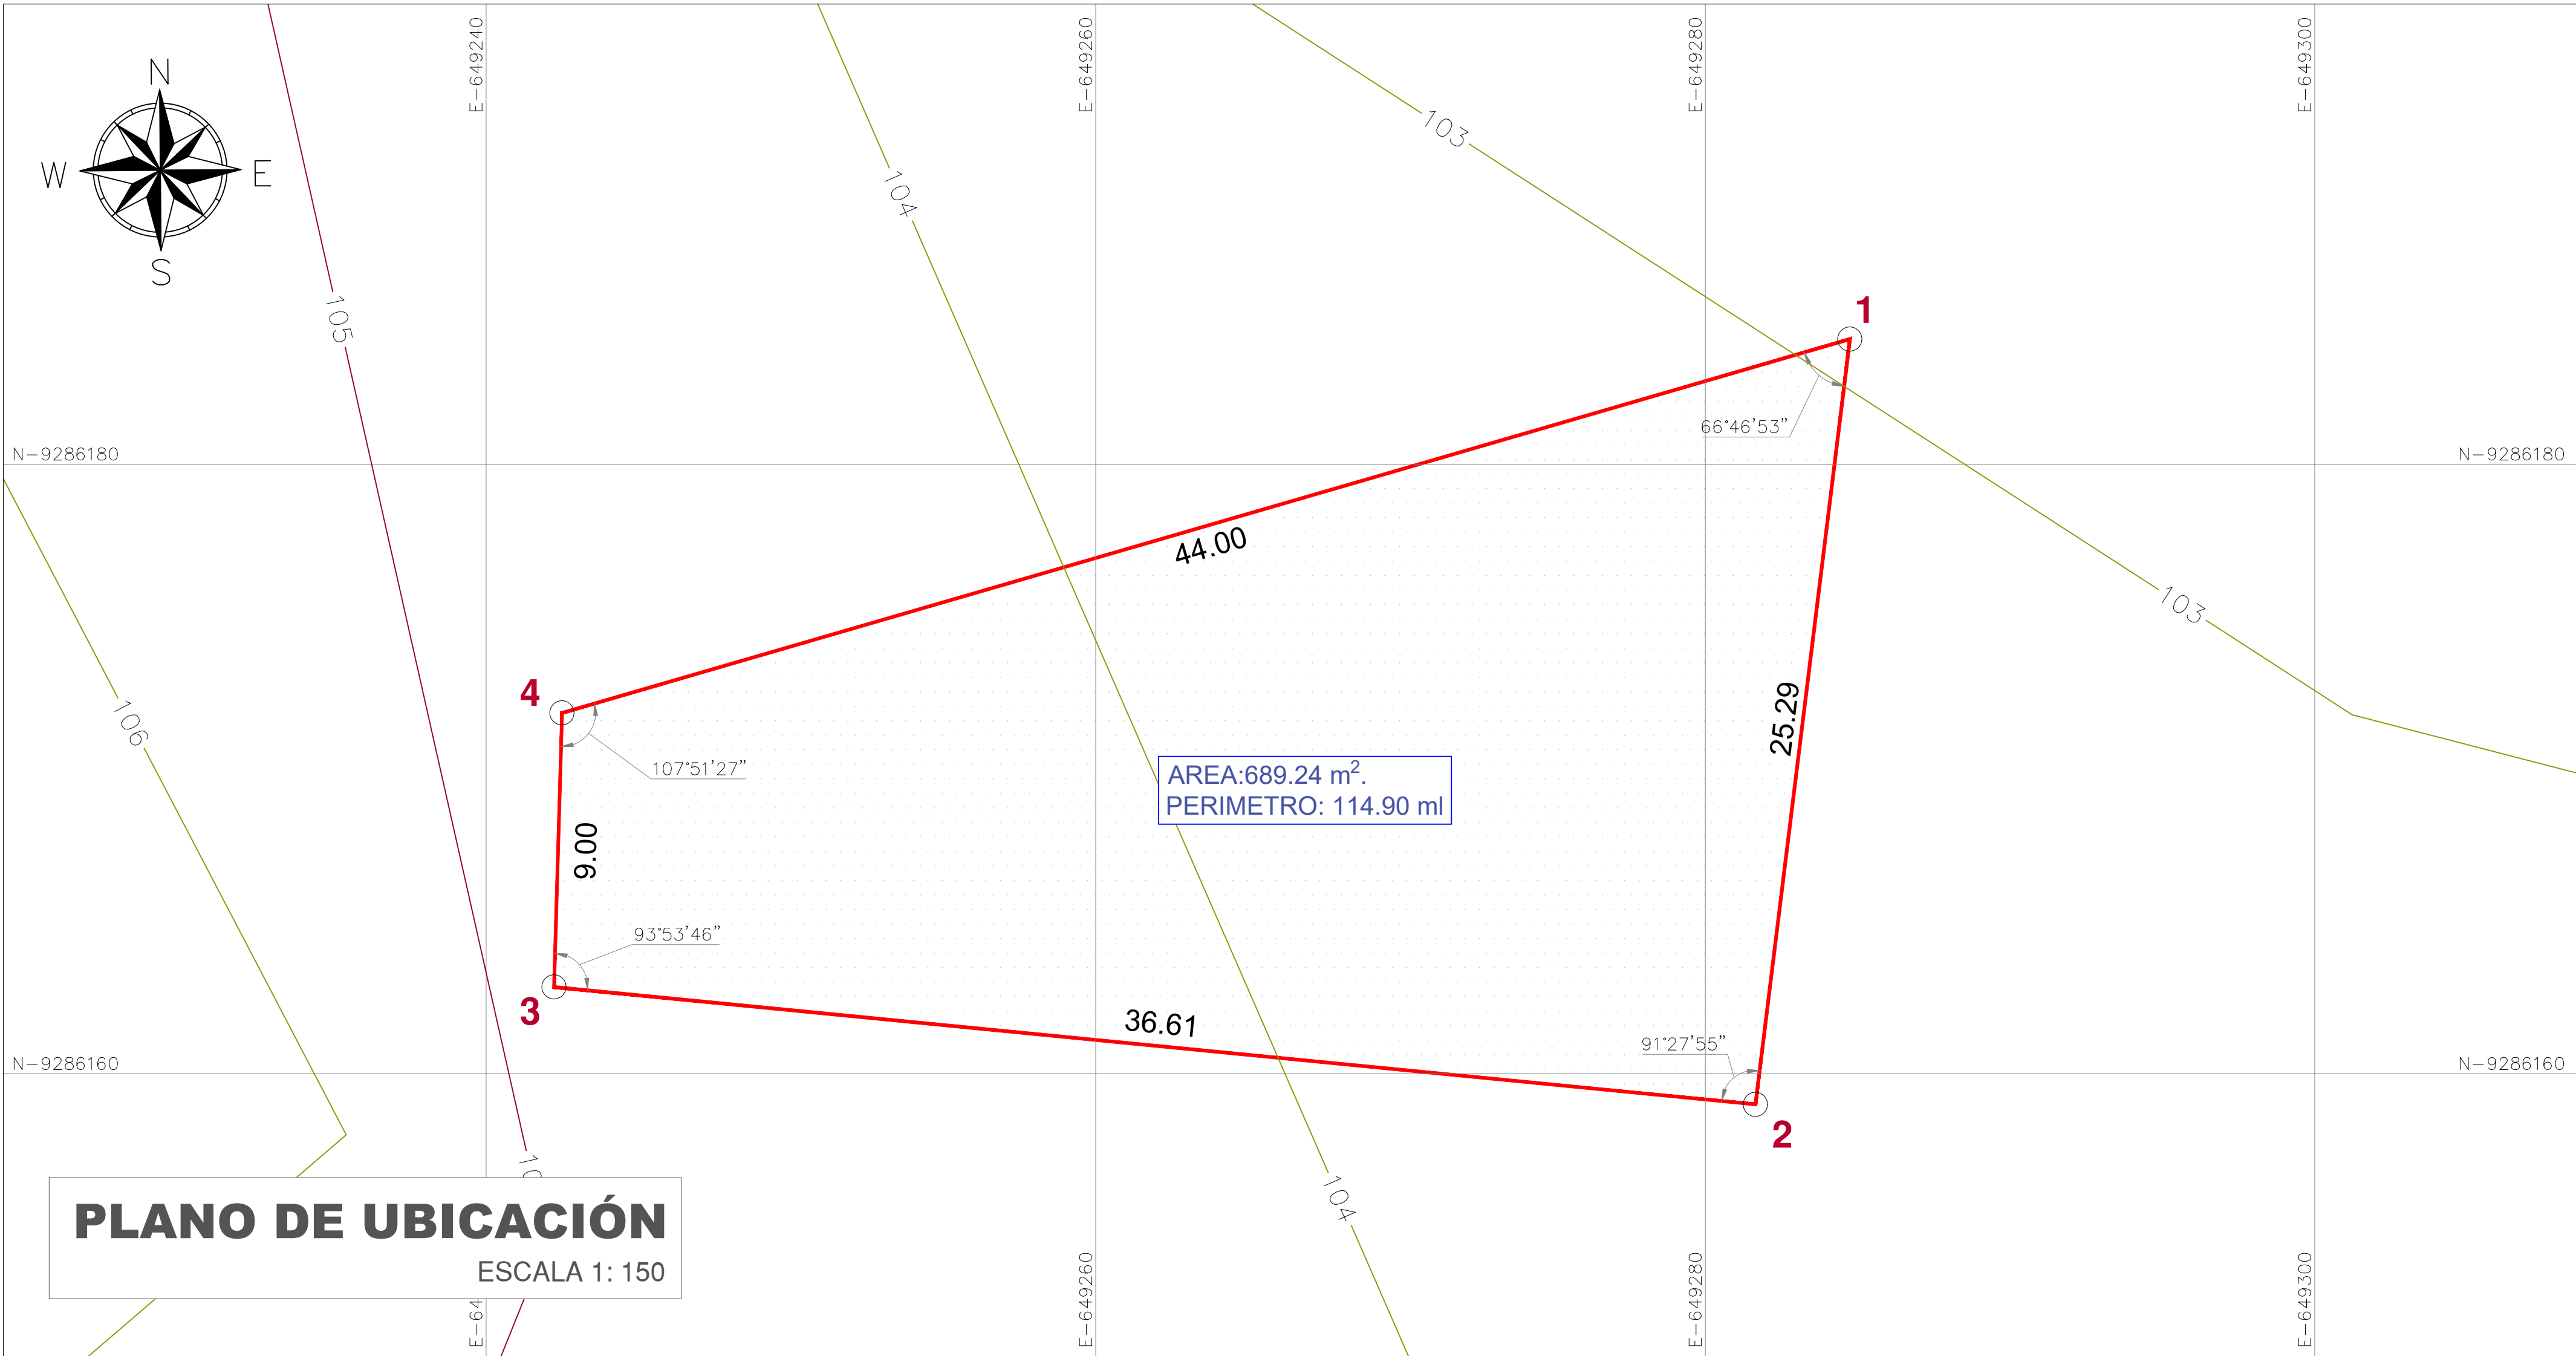 E-649240
E-649260
E-649280
E-649300
N
W
E
S
103
104
105
1
66°46'53"
N-9286180
N-9286180
44.00
103
4
106
25.29
107°51'27"
AREA:689.24 m².
PERIMETRO: 114.90 ml
9.00
93°53'46"
3
36.61
91°27'55"
N-9286160
N-9286160
2
104
PLANO DE UBICACIÓN
ESCALA 1: 150
E-649260
E-649280
E-649300